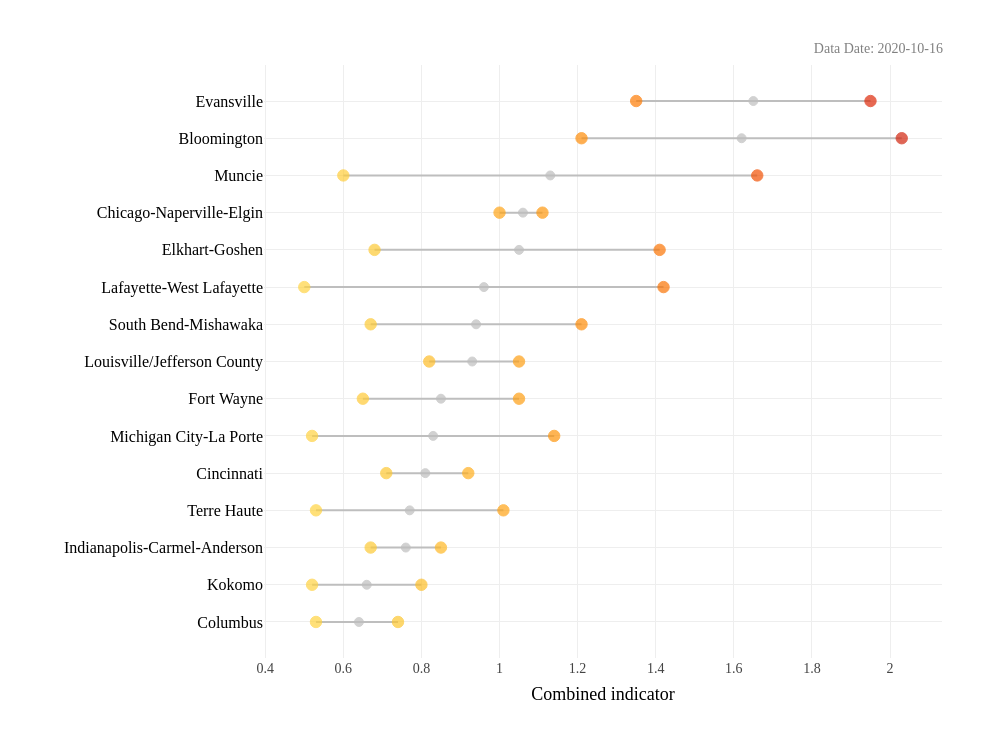 Data Date: 2020-10-16
Evansville
Bloomington
Muncie
Chicago-Naperville-Elgin
Elkhart-Goshen
Lafayette-West Lafayette
South Bend-Mishawaka
Louisville/Jefferson County
Fort Wayne
Michigan City-La Porte
Cincinnati
Terre Haute
Indianapolis-Carmel-Anderson
Kokomo
Columbus
0.4 0.6 0.8 1 1.2 1.4 1.6 1.8 2
Combined indicator